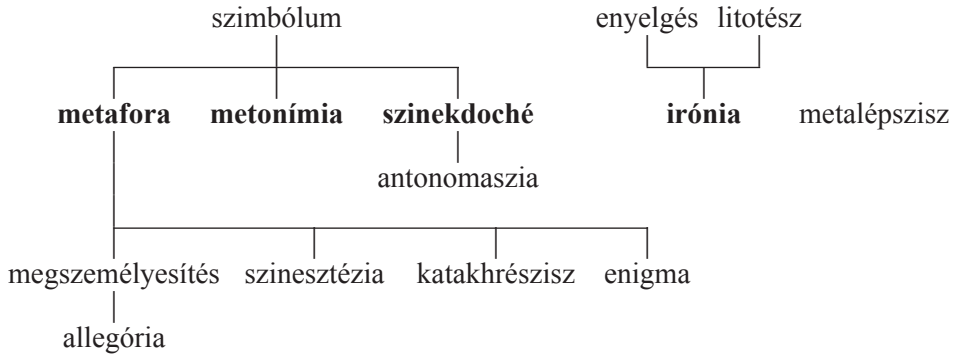 szimbólum enyelgés litotész
metafora metonímia szinekdoché irónia metalépszisz
antonomaszia
megszemélyesítés szinesztézia katakhrészisz enigma
allegória